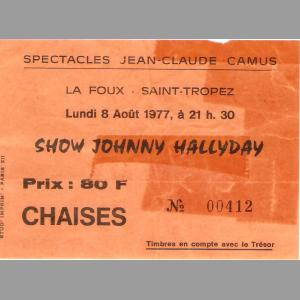 SPECTACLES JEAN-CLAUDE CAMUS
LA FOUX - SAINT-TROPEZ
Lundi 8 Août 1977, à 21 h. 30
SHOW JOHNNY HALLYDAY
Prix : 80 F
CHAISES
№ 00412
Timbres en compte avec le Trésor